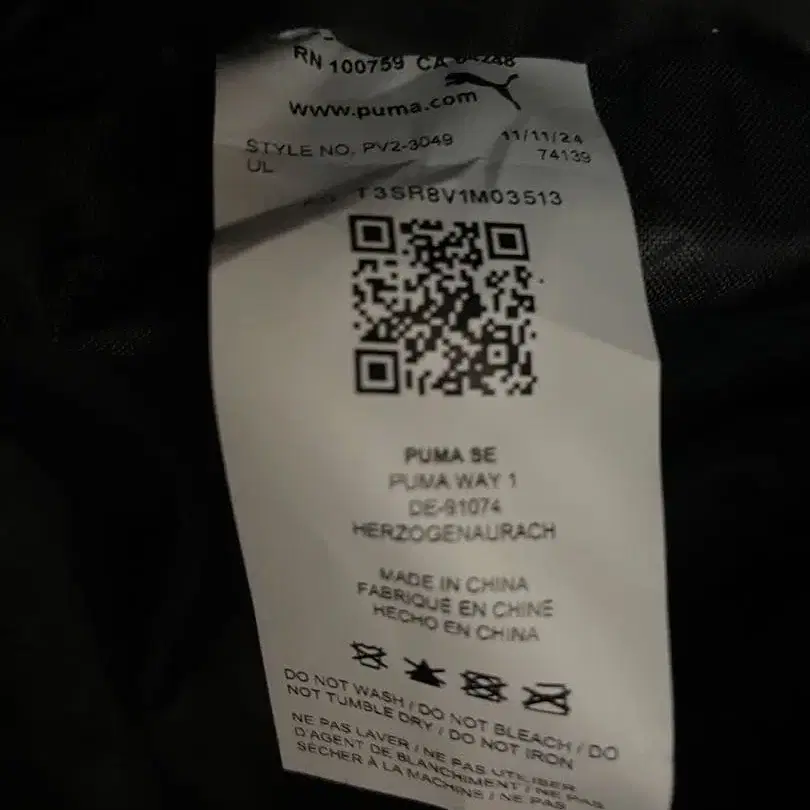 RN 100759 CA
www.puma.com
STYLE NO. PV2-3049 11/11/24
UL 74139
T3SR8V1M03513
PUMA SE
PUMA WAY 1
DE-91074
HERZOGENAURACH
MADE IN CHINA
FABRIQUÉ EN CHINE
HECHO EN CHINA
DO NOT WASH / DO NOT BLEACH / DO
NOT TUMBLE DRY / DO NOT IRON
NE PAS LAVER / NE PAS UTILISER
D'AGENT DE BLANCHIMENT / NE PAS
SÉCHER À LA MACHINE / NE PAS